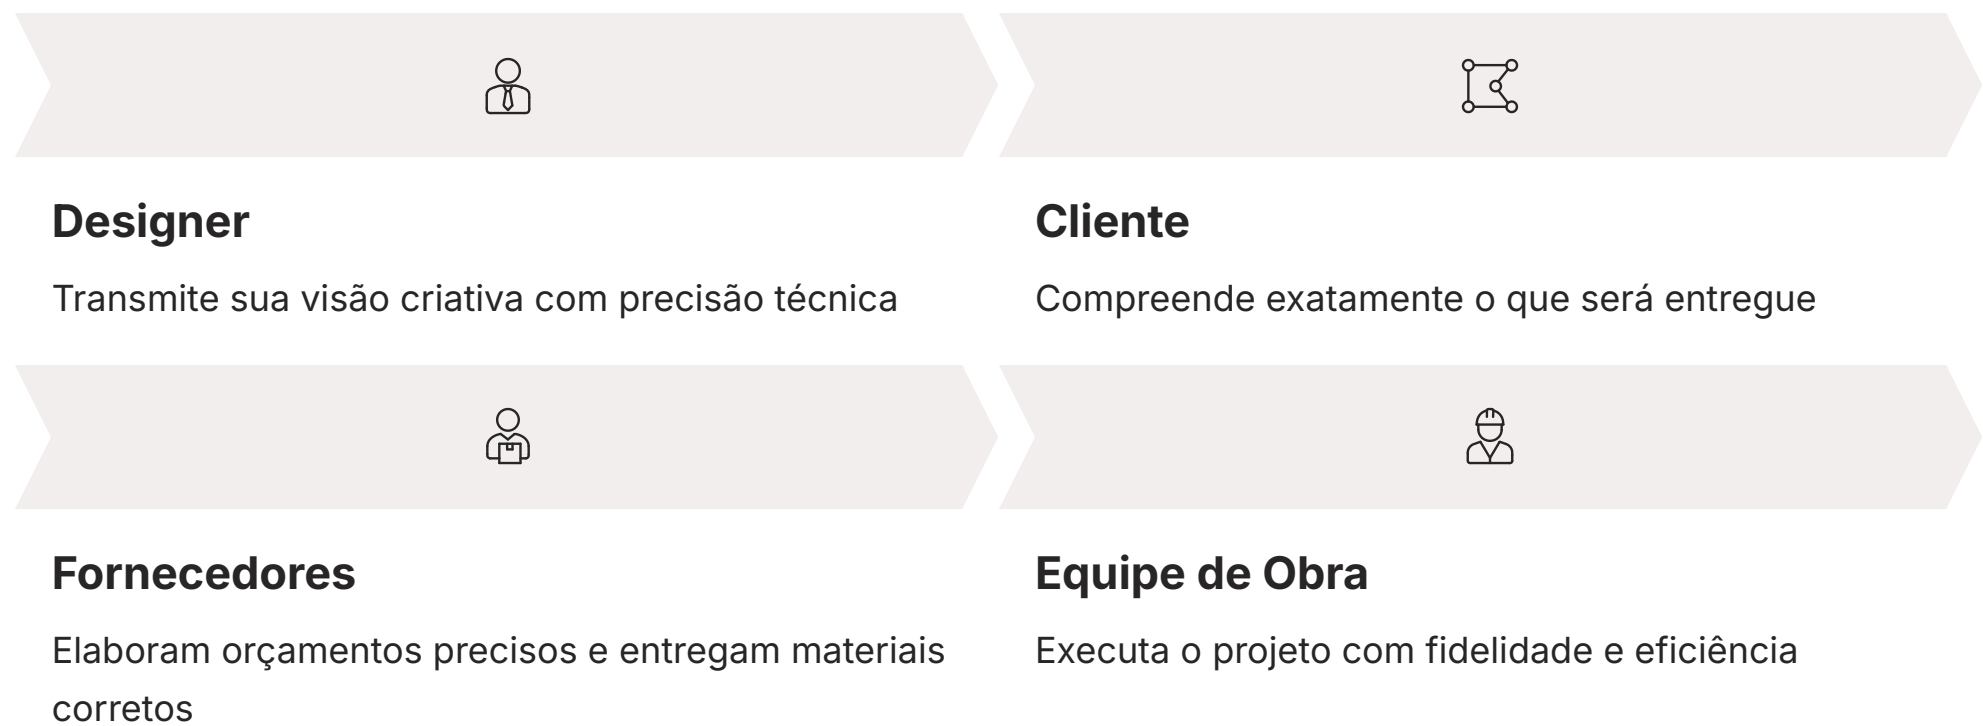 Designer
Transmite sua visão criativa com precisão técnica
Cliente
Compreende exatamente o que será entregue
Fornecedores
Elaboram orçamentos precisos e entregam materiais
corretos
Equipe de Obra
Executa o projeto com fidelidade e eficiência